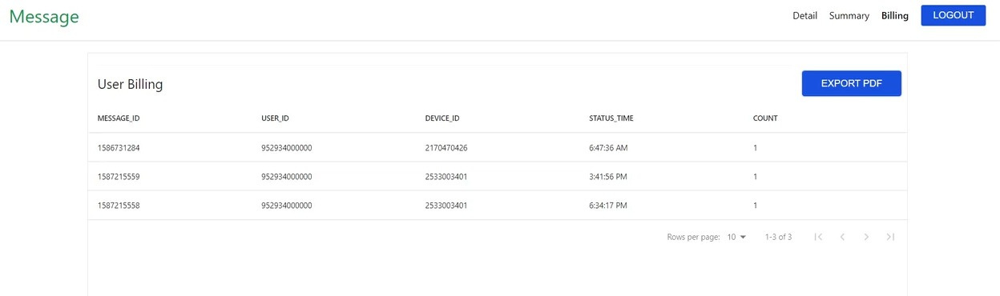 Message
Detail Summary Billing LOGOUT
User Billing EXPORT PDF
MESSAGE_ID USER_ID DEVICE_ID STATUS_TIME COUNT
1586731284 952934000000 2170470426 6:47:36 AM 1
1587215559 952934000000 2533003401 3:41:56 PM 1
1587215558 952934000000 2533003401 6:34:17 PM 1
Rows per page: 10 1-3 of 3